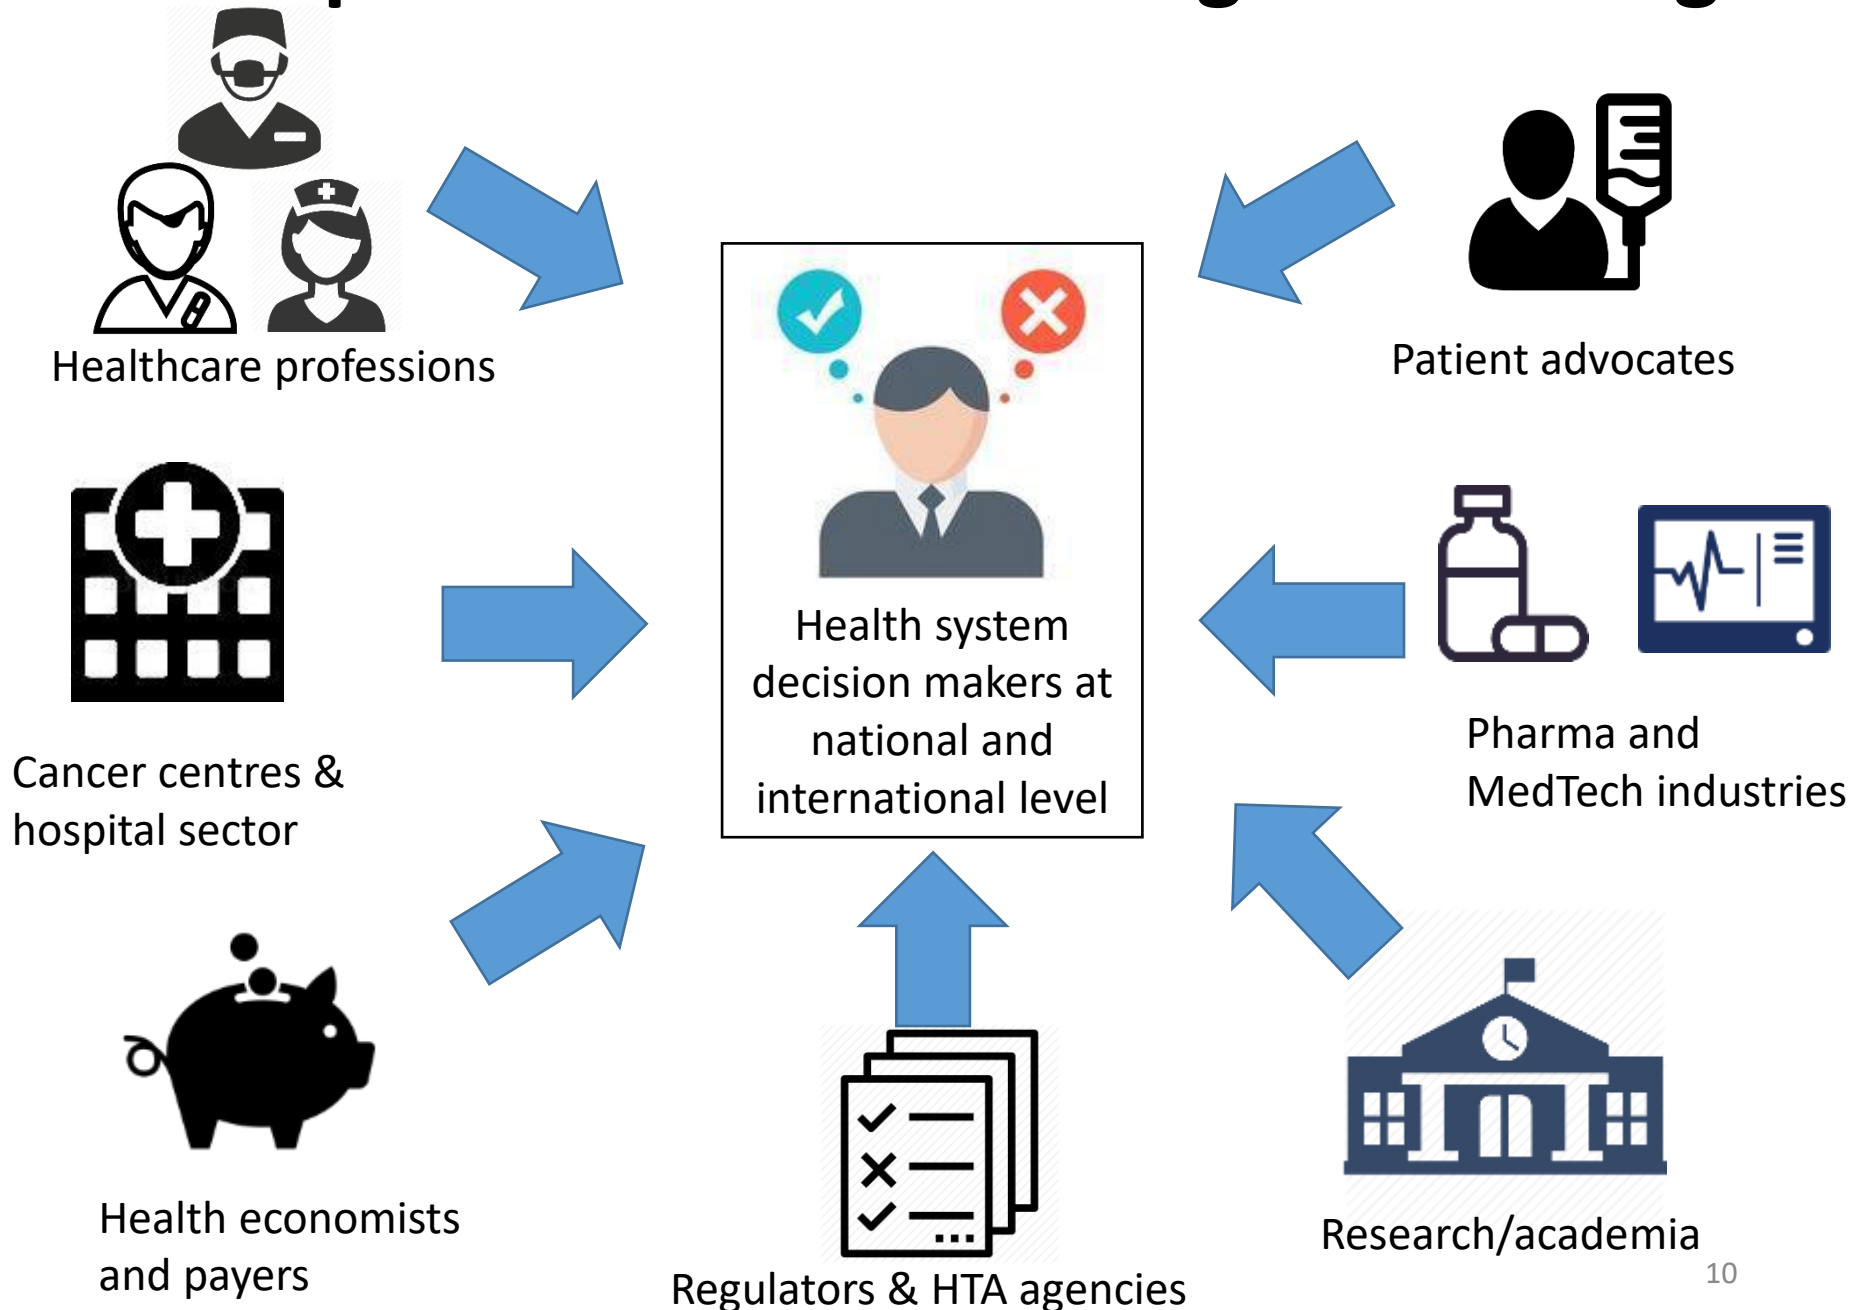 Healthcare professions
Patient advocates
Health system
decision makers at
national and
international level
Cancer centres &
hospital sector
Pharma and
MedTech industries
Health economists
and payers
Regulators & HTA agencies
Research/academia
10